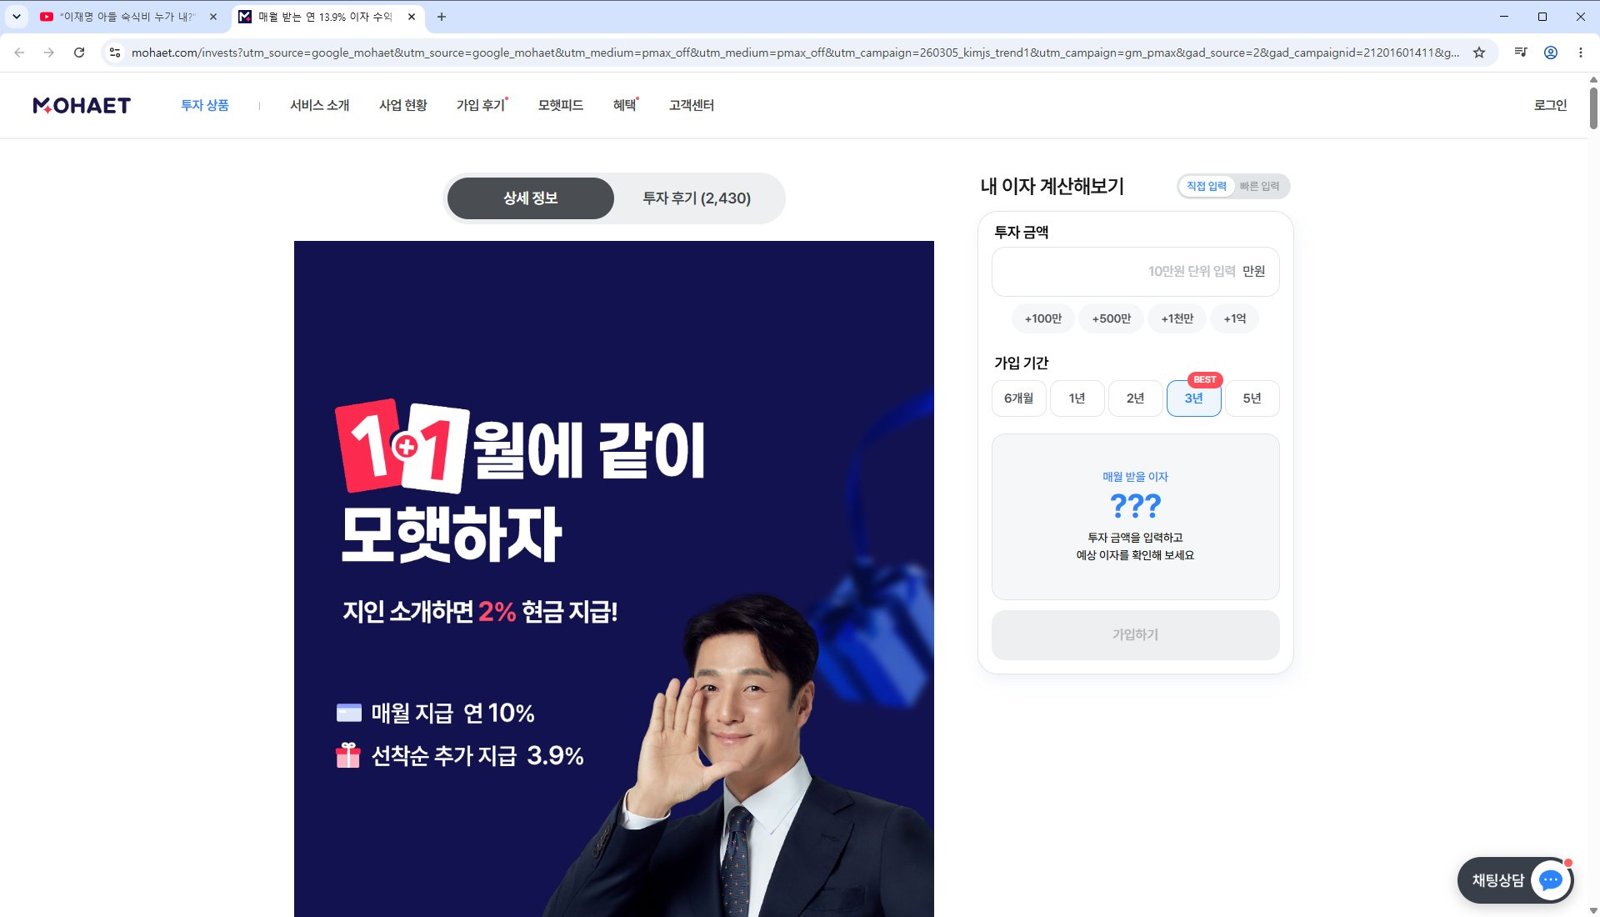 "이재명 아들 숙식비 누가 내?"
매월 받는 연 13.9% 이자 수익
mohaet.com/invests?utm_source=google_mohaet&utm_source=google_mohaet&utm_medium=pmax_off&utm_medium=pmax_off&utm_campaign=260305_kimjs_trend1&utm_campaign=gm_pmax&gad_source=2&gad_campaignid=21201601411&g...
MOHAET
투자 상품
서비스 소개
사업 현황
가입 후기
모햇피드
혜택
고객센터
로그인
상세 정보
투자 후기 (2,430)
1+1월에 같이
모햇하자
지인 소개하면 2% 현금 지급!
매월 지급 연 10%
선착순 추가 지급 3.9%
내 이자 계산해보기
직접 입력
빠른 입력
투자 금액
10만원 단위 입력 만원
+100만
+500만
+1천만
+1억
가입 기간
BEST
6개월
1년
2년
3년
5년
매월 받을 이자
???
투자 금액을 입력하고
예상 이자를 확인해 보세요
가입하기
채팅상담